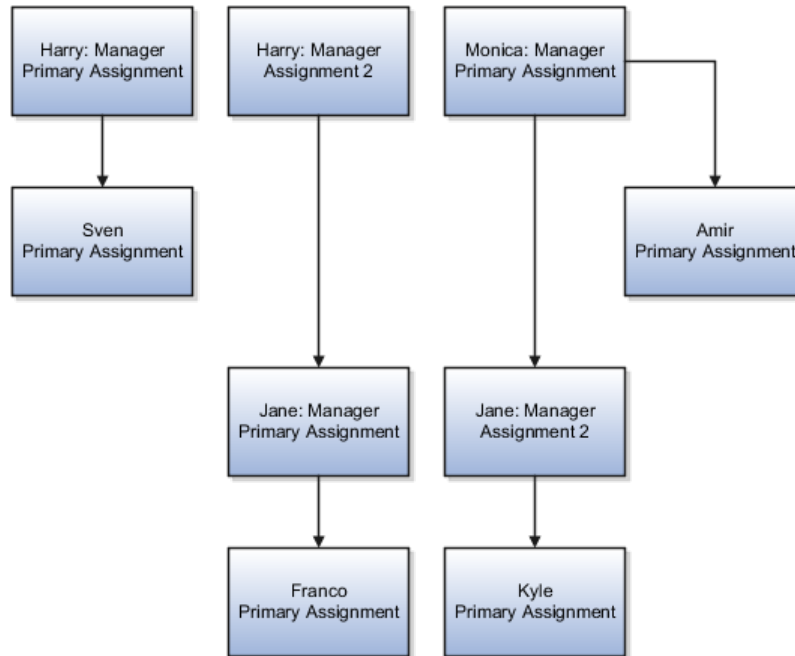 Harry: Manager
Primary Assignment
Harry: Manager
Assignment 2
Monica: Manager
Primary Assignment
Sven
Primary Assignment
Amir
Primary Assignment
Jane: Manager
Primary Assignment
Jane: Manager
Assignment 2
Franco
Primary Assignment
Kyle
Primary Assignment